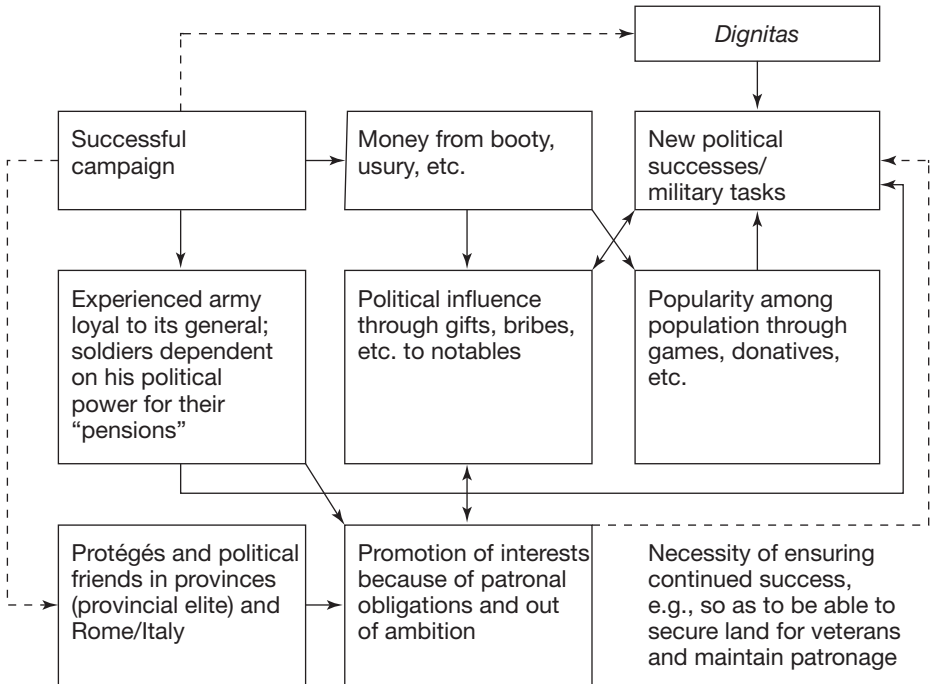 Dignitas
Successful
campaign
Money from booty,
usury, etc.
New political
successes/
military tasks
Experienced army
loyal to its general;
soldiers dependent
on his political
power for their
“pensions”
Political influence
through gifts, bribes,
etc. to notables
Popularity among
population through
games, donatives,
etc.
Protégés and political
friends in provinces
(provincial elite) and
Rome/Italy
Promotion of interests
because of patronal
obligations and out
of ambition
Necessity of ensuring
continued success,
e.g., so as to be able to
secure land for veterans
and maintain patronage